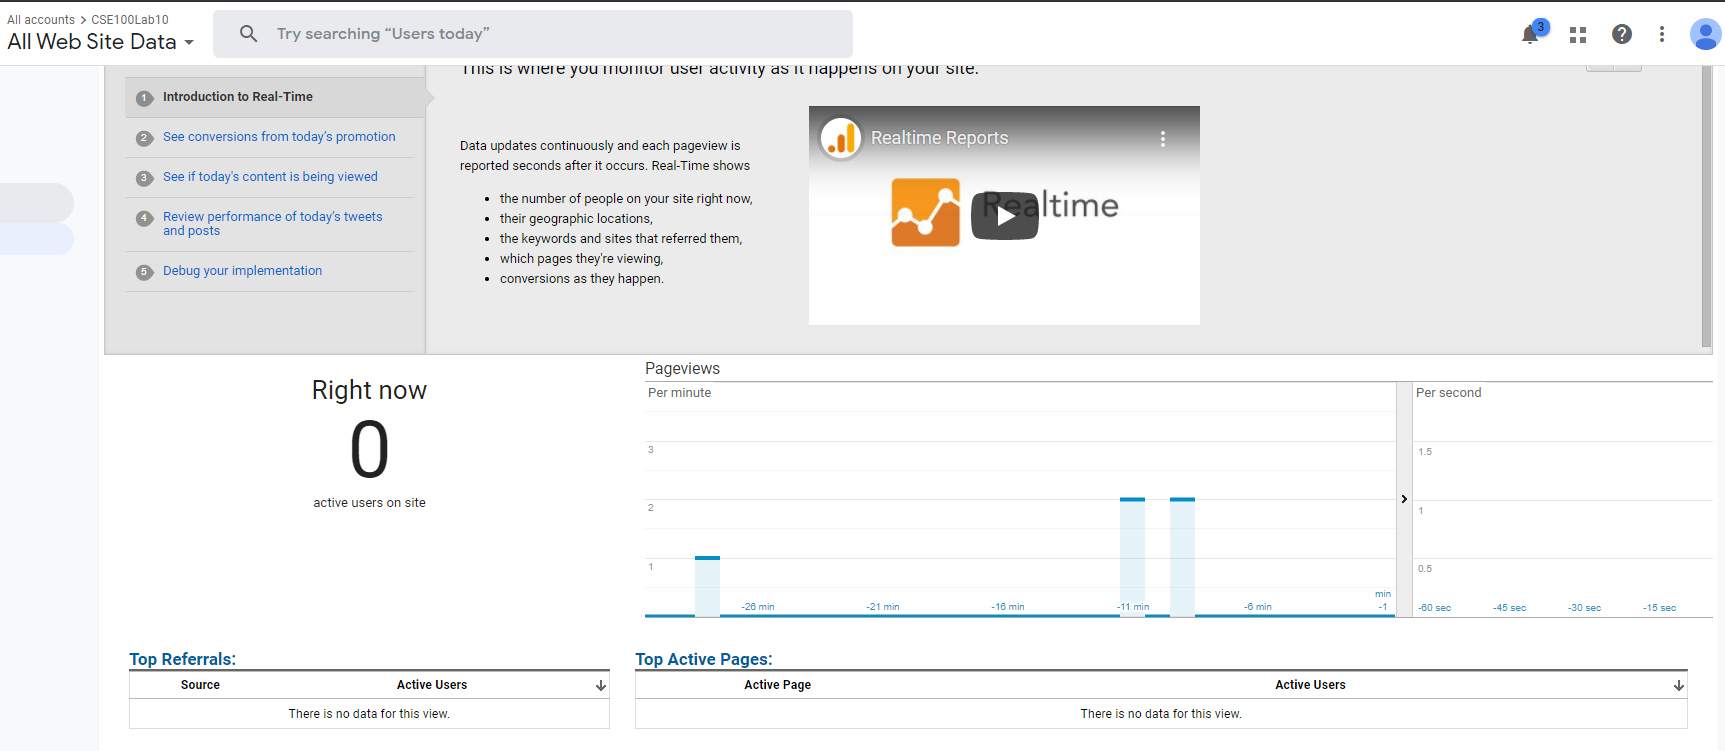 All accounts > CSE100Lab10
All Web Site Data
Try searching “Users today”
3
This is where you monitor user activity as it happens on your site.
1 Introduction to Real-Time
2 See conversions from today’s promotion
3 See if today's content is being viewed
4 Review performance of today’s tweets
and posts
5 Debug your implementation
Data updates continuously and each pageview is
reported seconds after it occurs. Real-Time shows
• the number of people on your site right now,
• their geographic locations,
• the keywords and sites that referred them,
• which pages they're viewing,
• conversions as they happen.
Realtime Reports
Realtime
Right now
0
active users on site
Pageviews
Per minute
3
2
1
-26 min
-21 min
-16 min
-11 min
-6 min
min
-1
Per second
1.5
1
0.5
-60 sec
-45 sec
-30 sec
-15 sec
Top Referrals:
Source Active Users
There is no data for this view.
Top Active Pages:
Active Page Active Users
There is no data for this view.